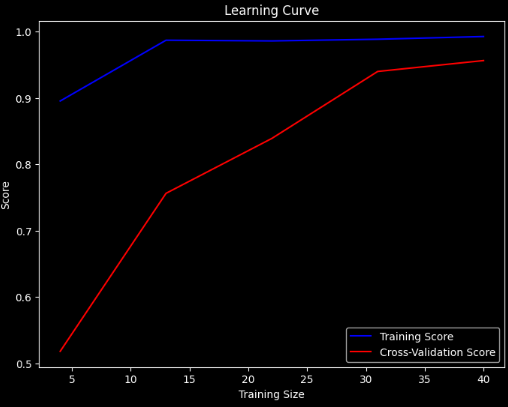 Learning Curve
1.0
0.9
0.8
0.7
0.6
0.5
Score
5 10 15 20 25 30 35 40
Training Size
Training Score
Cross-Validation Score